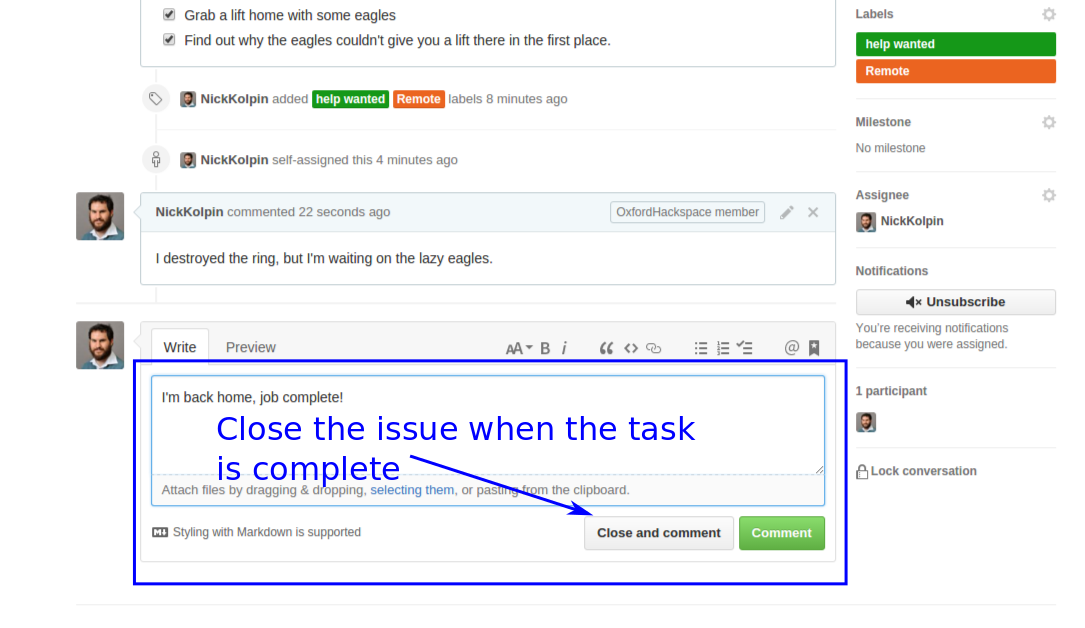 Grab a lift home with some eagles
Find out why the eagles couldn't give you a lift there in the first place.
NickKolpin added help wanted Remote labels 8 minutes ago
NickKolpin self-assigned this 4 minutes ago
NickKolpin commented 22 seconds ago OxfordHackspace member
I destroyed the ring, but I'm waiting on the lazy eagles.
Write Preview AA B i
I'm back home, job complete!
Close the issue when the task
is complete
Attach files by dragging & dropping, selecting them, or pasting from the clipboard.
Styling with Markdown is supported
Close and comment Comment
Labels
help wanted
Remote
Milestone
No milestone
Assignee
NickKolpin
Notifications
Unsubscribe
You're receiving notifications
because you were assigned.
1 participant
Lock conversation